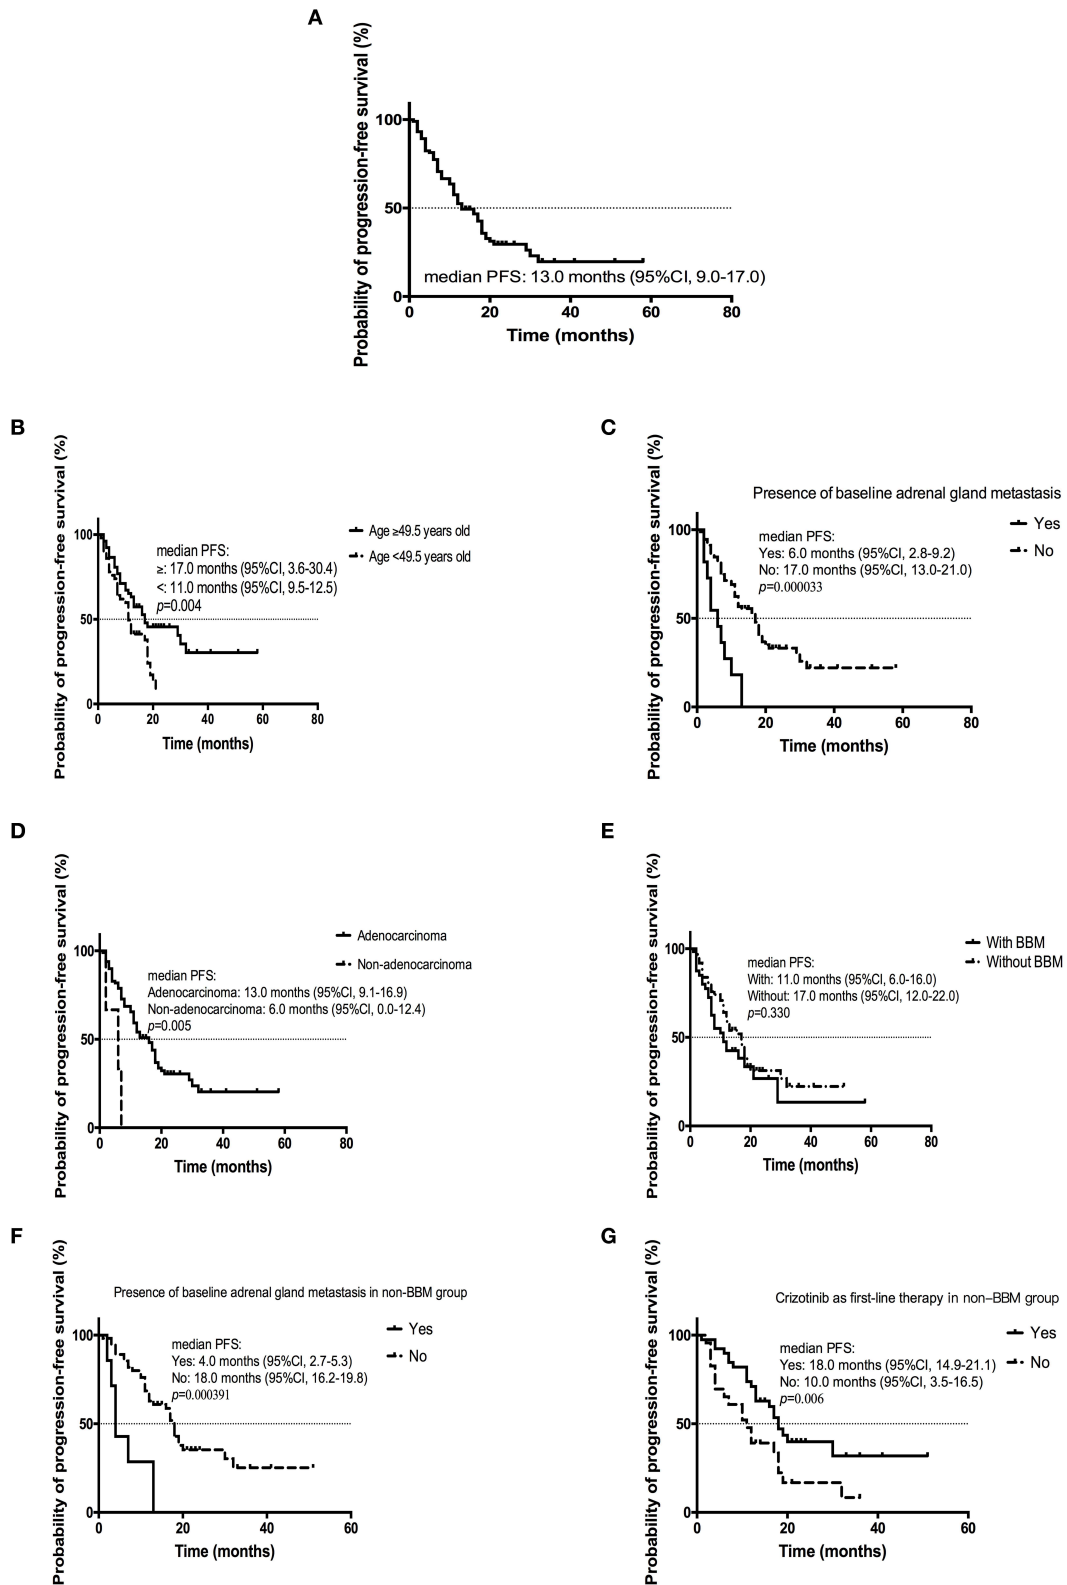 A
Probability of progression-free survival (%)
100
50
0
median PFS: 13.0 months (95%CI, 9.0-17.0)
0 20 40 60 80
Time (months)
B
Probability of progression-free survival (%)
100
50
0
Age ≥49.5 years old
Age <49.5 years old
median PFS:
≥: 17.0 months (95%CI, 3.6-30.4)
<: 11.0 months (95%CI, 9.5-12.5)
p=0.004
0 20 40 60 80
Time (months)
C
Probability of progression-free survival (%)
Presence of baseline adrenal gland metastasis
100
50
0
Yes
No
median PFS:
Yes: 6.0 months (95%CI, 2.8-9.2)
No: 17.0 months (95%CI, 13.0-21.0)
p=0.000033
0 20 40 60 80
Time (months)
D
Probability of progression-free survival (%)
100
50
0
Adenocarcinoma
Non-adenocarcinoma
median PFS:
Adenocarcinoma: 13.0 months (95%CI, 9.1-16.9)
Non-adenocarcinoma: 6.0 months (95%CI, 0.0-12.4)
p=0.005
0 20 40 60 80
Time (months)
E
Probability of progression-free survival (%)
100
50
0
With BBM
Without BBM
median PFS:
With: 11.0 months (95%CI, 6.0-16.0)
Without: 17.0 months (95%CI, 12.0-22.0)
p=0.330
0 20 40 60 80
Time (months)
F
Probability of progression-free survival (%)
Presence of baseline adrenal gland metastasis in non-BBM group
100
50
0
Yes
No
median PFS:
Yes: 4.0 months (95%CI, 2.7-5.3)
No: 18.0 months (95%CI, 16.2-19.8)
p=0.000391
0 20 40 60
Time (months)
G
Probability of progression-free survival (%)
Crizotinib as first-line therapy in non–BBM group
100
50
0
Yes
No
median PFS:
Yes: 18.0 months (95%CI, 14.9-21.1)
No: 10.0 months (95%CI, 3.5-16.5)
p=0.006
0 20 40 60
Time (months)